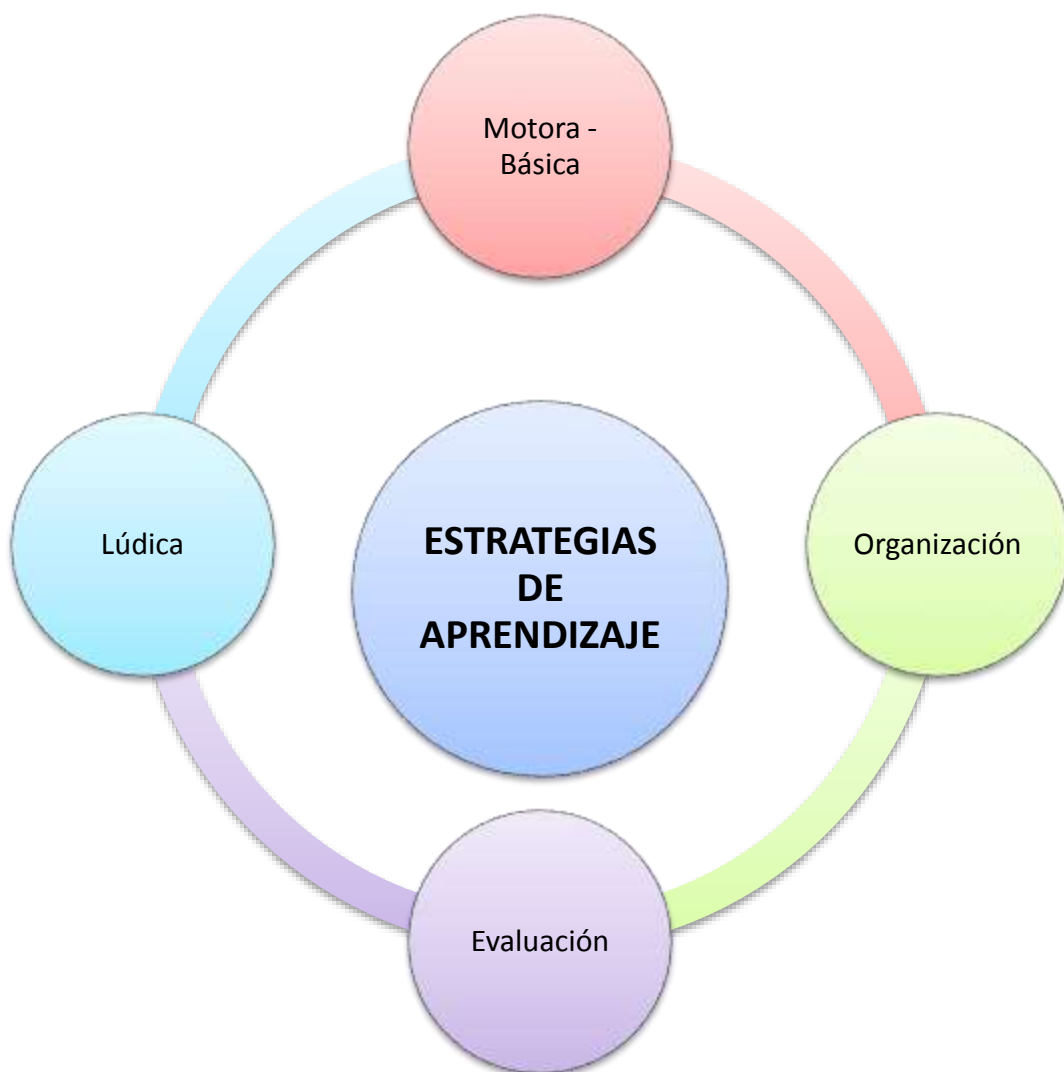 Motora -
Básica
Lúdica
ESTRATEGIAS
DE
APRENDIZAJE
Organización
Evaluación